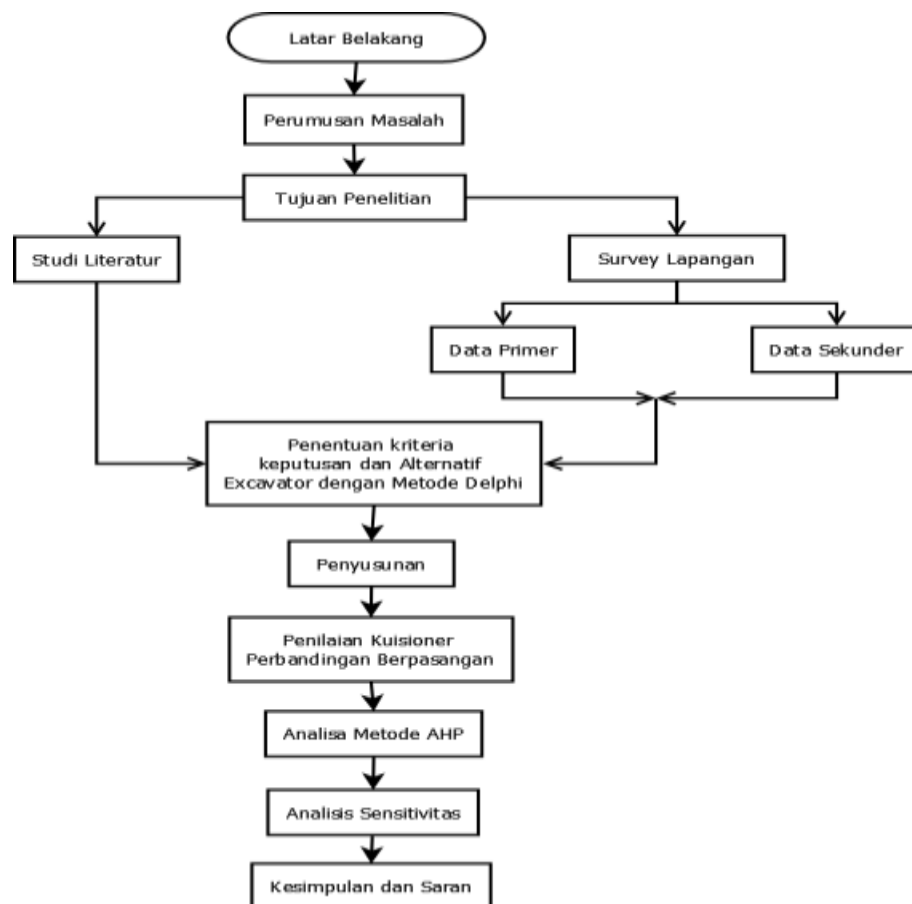 Latar Belakang
Perumusan Masalah
Tujuan Penelitian
Studi Literatur
Survey Lapangan
Data Primer
Data Sekunder
Penentuan kriteria
keputusan dan Alternatif
Excavator dengan Metode Delphi
Penyusunan
Penilaian Kuisioner
Perbandingan Berpasangan
Analisa Metode AHP
Analisis Sensitivitas
Kesimpulan dan Saran